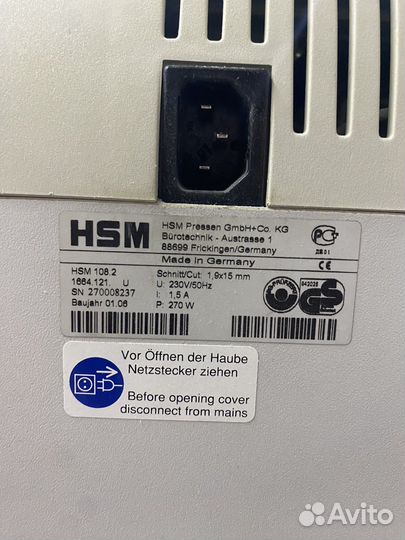 HSM
HSM Pressen GmbH+Co. KG
Bürotechnik - Austrasse 1
88699 Frickingen/Germany
Made in Germany
HSM 108.2
1664.121. U
SN 270008237
Baujahr 01.06
Schnitt/Cut: 1,9x15 mm
U: 230V/50Hz
I: 1,5 A
P: 270 W
CE
Vor Öffnen der Haube
Netzstecker ziehen
Before opening cover
disconnect from mains
Avito